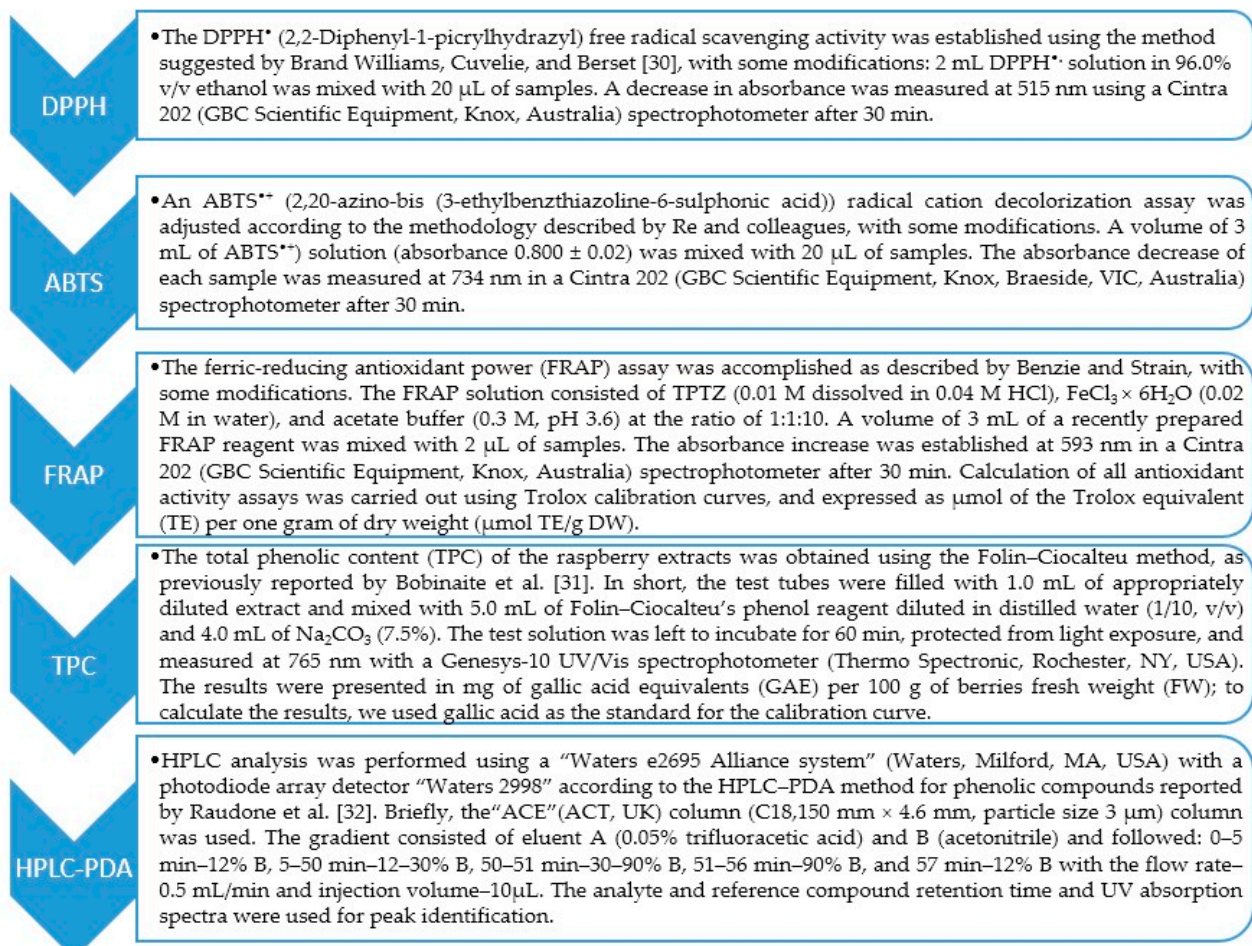 DPPH
•The DPPH• (2,2-Diphenyl-1-picrylhydrazyl) free radical scavenging activity was established using the method
suggested by Brand Williams, Cuvelie, and Berset [30], with some modifications: 2 mL DPPH•· solution in 96.0%
v/v ethanol was mixed with 20 μL of samples. A decrease in absorbance was measured at 515 nm using a Cintra
202 (GBC Scientific Equipment, Knox, Australia) spectrophotometer after 30 min.
ABTS
•An ABTS•+ (2,20-azino-bis (3-ethylbenzthiazoline-6-sulphonic acid)) radical cation decolorization assay was
adjusted according to the methodology described by Re and colleagues, with some modifications. A volume of 3
mL of ABTS•+) solution (absorbance 0.800 ± 0.02) was mixed with 20 μL of samples. The absorbance decrease of
each sample was measured at 734 nm in a Cintra 202 (GBC Scientific Equipment, Knox, Braeside, VIC, Australia)
spectrophotometer after 30 min.
FRAP
•The ferric-reducing antioxidant power (FRAP) assay was accomplished as described by Benzie and Strain, with
some modifications. The FRAP solution consisted of TPTZ (0.01 M dissolved in 0.04 M HCl), FeCl₃ × 6H₂O (0.02
M in water), and acetate buffer (0.3 M, pH 3.6) at the ratio of 1:1:10. A volume of 3 mL of a recently prepared
FRAP reagent was mixed with 2 μL of samples. The absorbance increase was established at 593 nm in a Cintra
202 (GBC Scientific Equipment, Knox, Australia) spectrophotometer after 30 min. Calculation of all antioxidant
activity assays was carried out using Trolox calibration curves, and expressed as μmol of the Trolox equivalent
(TE) per one gram of dry weight (μmol TE/g DW).
TPC
•The total phenolic content (TPC) of the raspberry extracts was obtained using the Folin–Ciocalteu method, as
previously reported by Bobinaite et al. [31]. In short, the test tubes were filled with 1.0 mL of appropriately
diluted extract and mixed with 5.0 mL of Folin–Ciocalteu’s phenol reagent diluted in distilled water (1/10, v/v)
and 4.0 mL of Na₂CO₃ (7.5%). The test solution was left to incubate for 60 min, protected from light exposure, and
measured at 765 nm with a Genesys-10 UV/Vis spectrophotometer (Thermo Spectronic, Rochester, NY, USA).
The results were presented in mg of gallic acid equivalents (GAE) per 100 g of berries fresh weight (FW); to
calculate the results, we used gallic acid as the standard for the calibration curve.
HPLC-PDA
•HPLC analysis was performed using a “Waters e2695 Alliance system” (Waters, Milford, MA, USA) with a
photodiode array detector “Waters 2998” according to the HPLC–PDA method for phenolic compounds reported
by Raudone et al. [32]. Briefly, the“ACE”(ACT, UK) column (C18,150 mm × 4.6 mm, particle size 3 μm) column
was used. The gradient consisted of eluent A (0.05% trifluoracetic acid) and B (acetonitrile) and followed: 0–5
min–12% B, 5–50 min–12–30% B, 50–51 min–30–90% B, 51–56 min–90% B, and 57 min–12% B with the flow rate–
0.5 mL/min and injection volume–10μL. The analyte and reference compound retention time and UV absorption
spectra were used for peak identification.